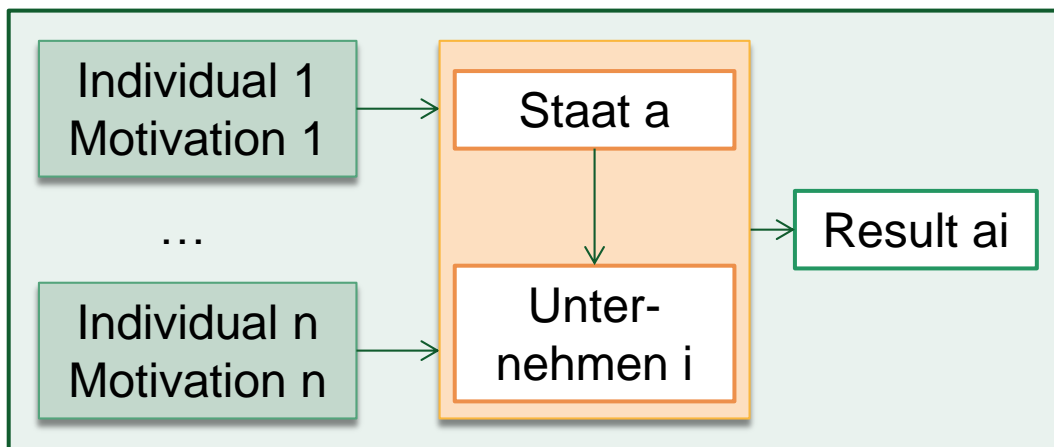 Individual 1
Motivation 1
…
Individual n
Motivation n
Staat a
Unter-
nehmen i
Result ai